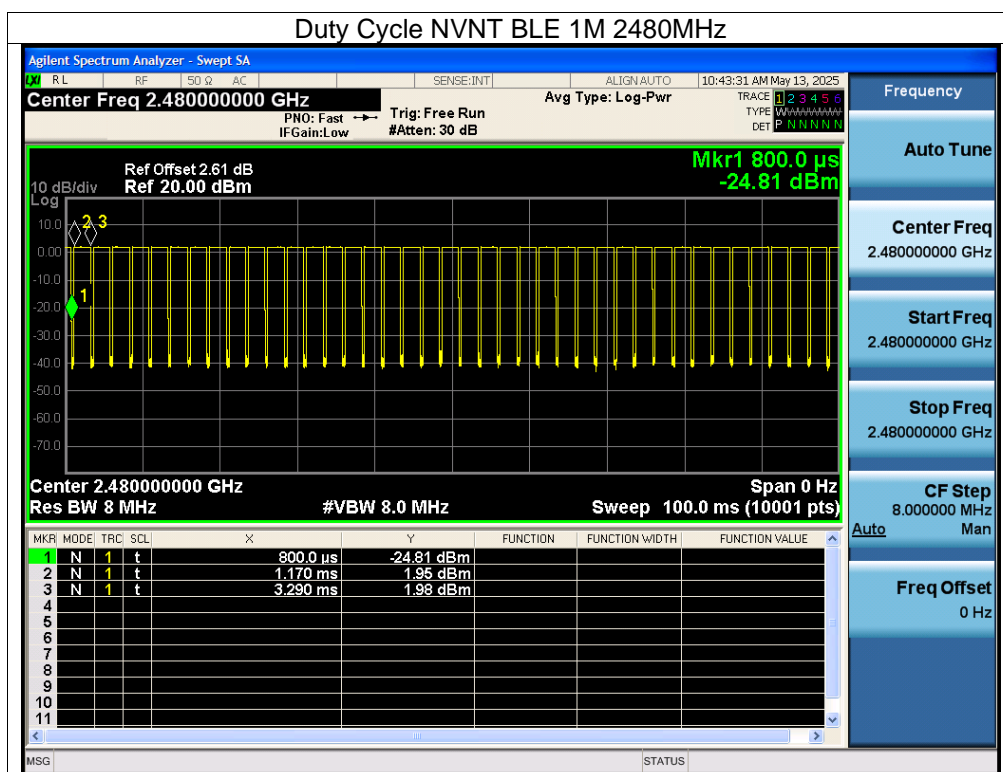 Duty Cycle NVNT BLE 1M 2480MHz
Agilent Spectrum Analyzer - Swept SA
LXI RL RF 50 Ω AC SENSE:INT ALIGN AUTO 10:43:31 AM May 13, 2025
Center Freq 2.480000000 GHz Avg Type: Log-Pwr TRACE 1 2 3 4 5 6
PNO: Fast Trig: Free Run TYPE WWWWWW
IFGain:Low #Atten: 30 dB DET P N N N N N
Frequency
Auto Tune
Center Freq
2.480000000 GHz
Start Freq
2.480000000 GHz
Stop Freq
2.480000000 GHz
CF Step
8.000000 MHz
Auto Man
Freq Offset
0 Hz
Mkr1 800.0 µs
-24.81 dBm
Ref Offset 2.61 dB
10 dB/div Ref 20.00 dBm
Log
10.0
0.00
-10.0
-20.0
-30.0
-40.0
-50.0
-60.0
-70.0
2 3
1
Center 2.480000000 GHz Span 0 Hz
Res BW 8 MHz #VBW 8.0 MHz Sweep 100.0 ms (10001 pts)
MKR MODE TRC SCL X Y FUNCTION FUNCTION WIDTH FUNCTION VALUE
1 N 1 t 800.0 µs -24.81 dBm
2 N 1 t 1.170 ms 1.95 dBm
3 N 1 t 3.290 ms 1.98 dBm
4
5
6
7
8
9
10
11
MSG STATUS